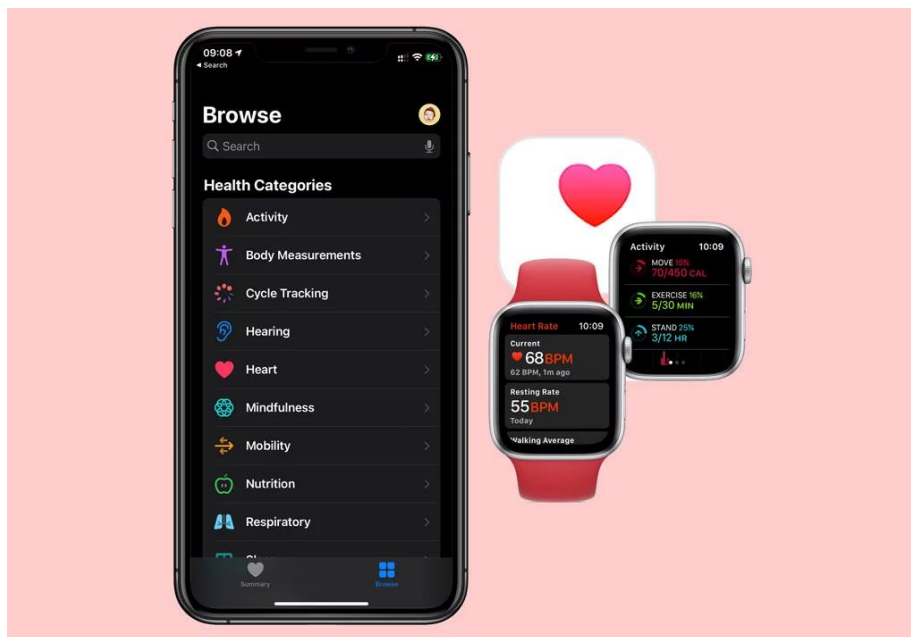 09:08
Search
Browse
Search
Health Categories
Activity
Body Measurements
Cycle Tracking
Hearing
Heart
Mindfulness
Mobility
Nutrition
Respiratory
Summary
Browse
Heart Rate 10:09
Current
68BPM
62 BPM, 1m ago
Resting Rate
55BPM
Today
Walking Average
Activity 10:09
MOVE 15%
70/450 CAL
EXERCISE 16%
5/30 MIN
STAND 25%
3/12 HR